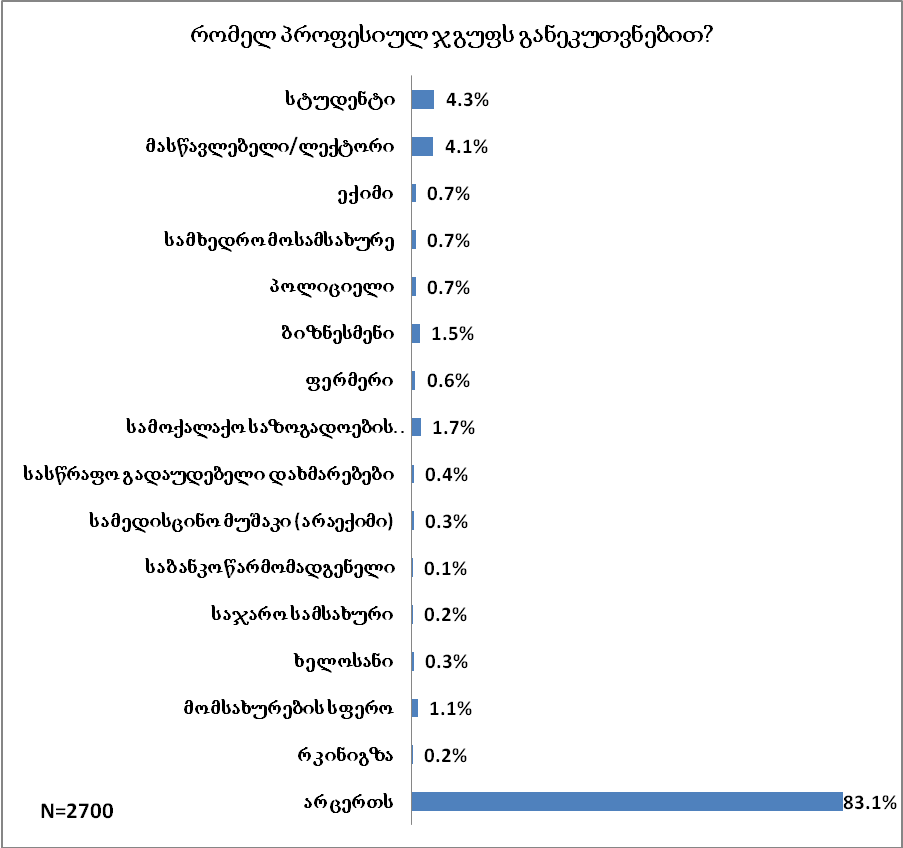 რომელ პროფესიულ ჯგუფს განეკუთვნებით?
სტუდენტი 4.3%
მასწავლებელი/ლექტორი 4.1%
ექიმი 0.7%
სამხედრო მოსამსახურე 0.7%
პოლიციელი 0.7%
ბიზნესმენი 1.5%
ფერმერი 0.6%
სამოქალაქო საზოგადოების.. 1.7%
სასწრაფო გადაუდებელი დახმარებები 0.4%
სამედისცინო მუშაკი (არაექიმი) 0.3%
საბანკო წარმომადგენელი 0.1%
საჯარო სამსახური 0.2%
ხელოსანი 0.3%
მომსახურების სფერო 1.1%
რკინიგზა 0.2%
არცერთს 83.1%
N=2700